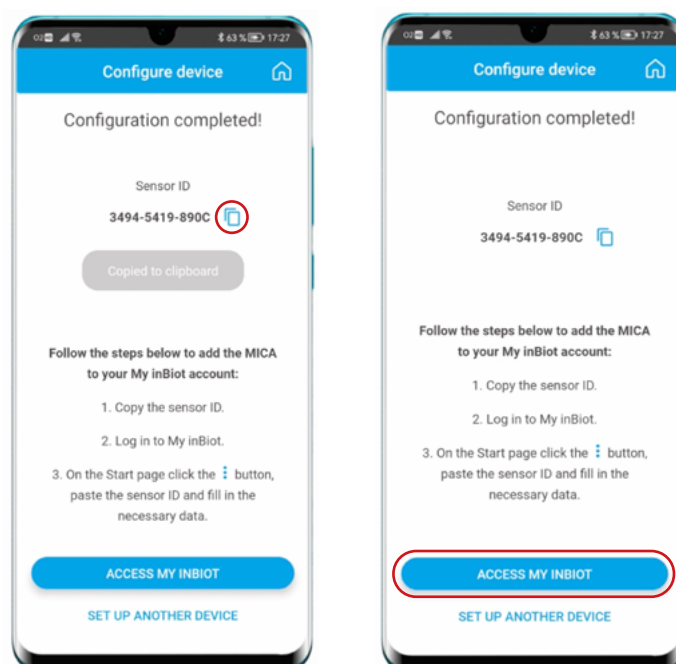 O2 63 % 17:27
Configure device
Configuration completed!
Sensor ID
3494-5419-890C
Copied to clipboard
Follow the steps below to add the MICA
to your My inBiot account:
1. Copy the sensor ID.
2. Log in to My inBiot.
3. On the Start page click the button,
paste the sensor ID and fill in the
necessary data.
ACCESS MY INBIOT
SET UP ANOTHER DEVICE
O2 63 % 17:27
Configure device
Configuration completed!
Sensor ID
3494-5419-890C
Follow the steps below to add the MICA
to your My inBiot account:
1. Copy the sensor ID.
2. Log in to My inBiot.
3. On the Start page click the button,
paste the sensor ID and fill in the
necessary data.
ACCESS MY INBIOT
SET UP ANOTHER DEVICE